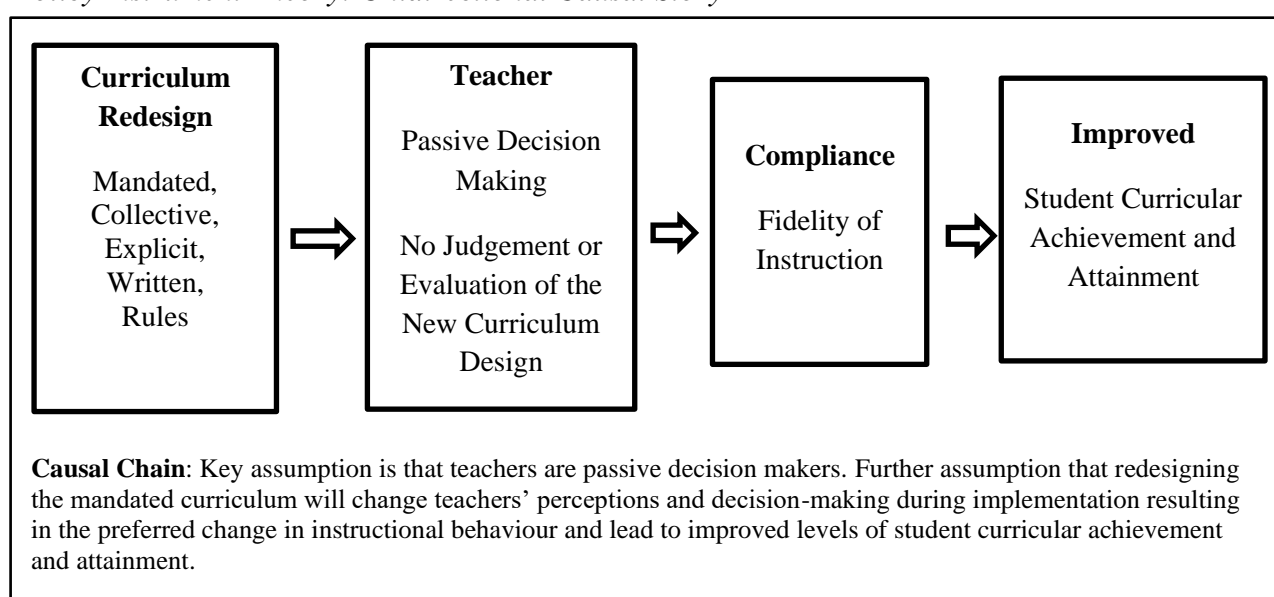 Curriculum
Redesign
Mandated,
Collective,
Explicit,
Written,
Rules
Teacher
Passive Decision
Making
No Judgement or
Evaluation of the
New Curriculum
Design
Compliance
Fidelity of
Instruction
Improved
Student Curricular
Achievement and
Attainment
Causal Chain: Key assumption is that teachers are passive decision makers. Further assumption that redesigning
the mandated curriculum will change teachers’ perceptions and decision-making during implementation resulting
in the preferred change in instructional behaviour and lead to improved levels of student curricular achievement
and attainment.